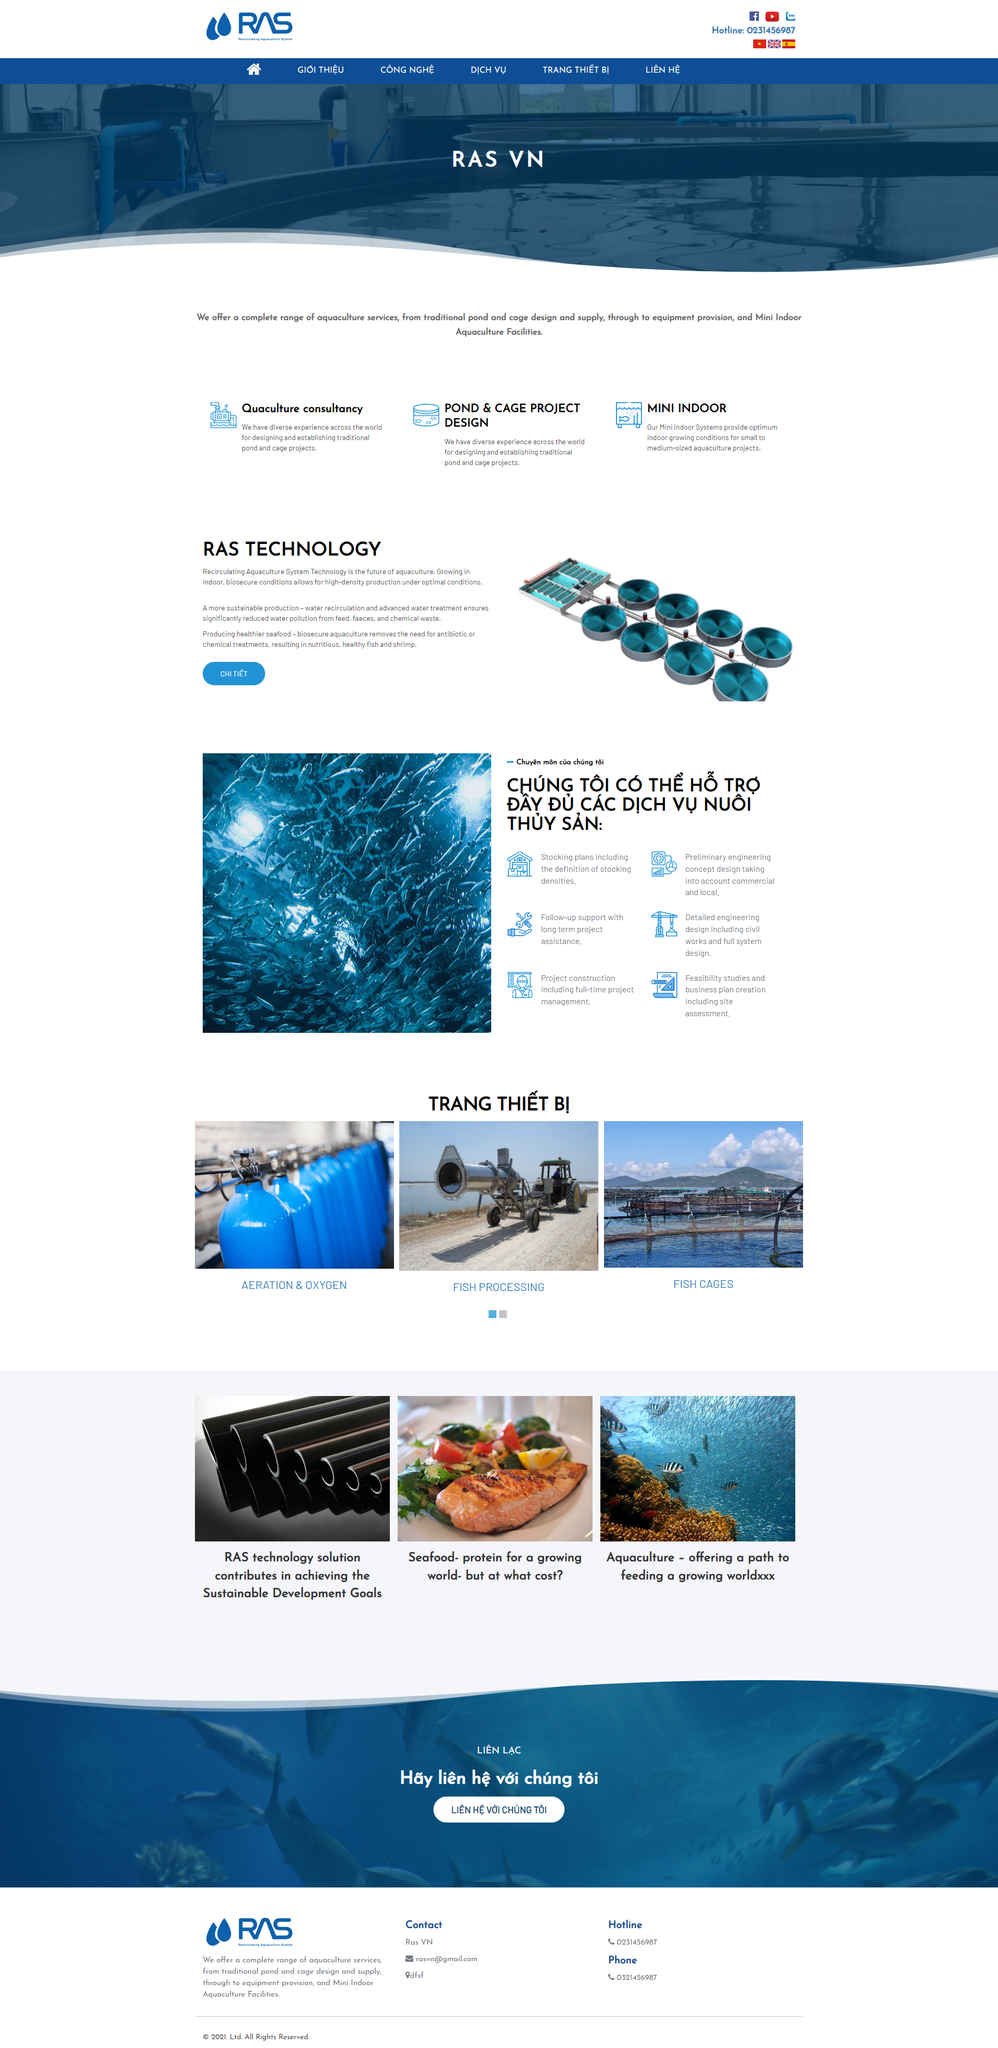 RAS
Recirculating Aquaculture System
Hotline: 0231456987
GIỚI THIỆU CÔNG NGHỆ DỊCH VỤ TRANG THIẾT BỊ LIÊN HỆ
RAS VN
We offer a complete range of aquaculture services, from traditional pond and cage design and supply, through to equipment provision, and Mini Indoor
Aquaculture Facilities.
Quaculture consultancy
We have diverse experience across the world
for designing and establishing traditional
pond and cage projects.
POND & CAGE PROJECT
DESIGN
We have diverse experience across the world
for designing and establishing traditional
pond and cage projects.
MINI INDOOR
Our Mini Indoor Systems provide optimum
indoor growing conditions for small to
medium-sized aquaculture projects.
RAS TECHNOLOGY
Recirculating Aquaculture System Technology is the future of aquaculture. Growing in
indoor, biosecure conditions allows for high-density production under optimal conditions.
A more sustainable production – water recirculation and advanced water treatment ensures
significantly reduced water pollution from feed, faeces, and chemical waste.
Producing healthier seafood – biosecure aquaculture removes the need for antibiotic or
chemical treatments, resulting in nutritious, healthy fish and shrimp.
CHI TIẾT
Chuyên môn của chúng tôi
CHÚNG TÔI CÓ THỂ HỖ TRỢ
ĐẦY ĐỦ CÁC DỊCH VỤ NUÔI
THỦY SẢN:
Stocking plans including
the definition of stocking
densities.
Preliminary engineering
concept design taking
into account commercial
and local.
Follow-up support with
long term project
assistance.
Detailed engineering
design including civil
works and full system
design.
Project construction
including full-time project
management.
Feasibility studies and
business plan creation
including site
assessment.
TRANG THIẾT BỊ
AERATION & OXYGEN
FISH PROCESSING
FISH CAGES
RAS technology solution
contributes in achieving the
Sustainable Development Goals
Seafood- protein for a growing
world- but at what cost?
Aquaculture – offering a path to
feeding a growing worldxxx
LIÊN LẠC
Hãy liên hệ với chúng tôi
LIÊN HỆ VỚI CHÚNG TÔI
RAS
Recirculating Aquaculture System
We offer a complete range of aquaculture services,
from traditional pond and cage design and supply,
through to equipment provision, and Mini Indoor
Aquaculture Facilities.
Contact
Ras VN
rasvn@gmail.com
dfsf
Hotline
0231456987
Phone
0321456987
© 2021. Ltd. All Rights Reserved.